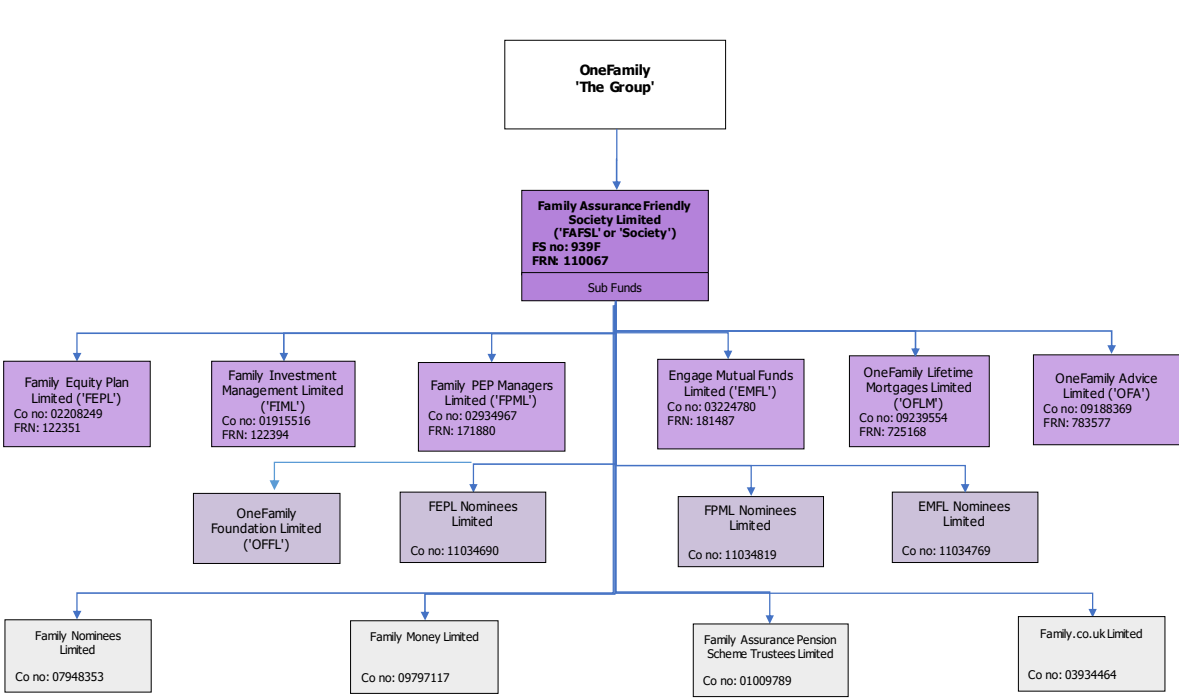 OneFamily
'The Group'
Family Assurance Friendly
Society Limited
('FAFSL' or 'Society')
FS no: 939F
FRN: 110067
Sub Funds
Family Equity Plan
Limited ('FEPL')
Co no: 02208249
FRN: 122351
Family Investment
Management Limited
('FIML')
Co no: 01915516
FRN: 122394
Family PEP Managers
Limited ('FPML')
Co no: 02934967
FRN: 171880
Engage Mutual Funds
Limited ('EMFL')
Co no: 03224780
FRN: 181487
OneFamily Lifetime
Mortgages Limited
('OFLM')
Co no: 09239554
FRN: 725168
OneFamily Advice
Limited ('OFA')
Co no: 09188369
FRN: 783577
OneFamily
Foundation Limited
('OFFL')
FEPL Nominees
Limited
Co no: 11034690
FPML Nominees
Limited
Co no: 11034819
EMFL Nominees
Limited
Co no: 11034769
Family Nominees
Limited
Co no: 07948353
Family Money Limited
Co no: 09797117
Family Assurance Pension
Scheme Trustees Limited
Co no: 01009789
Family.co.uk Limited
Co no: 03934464